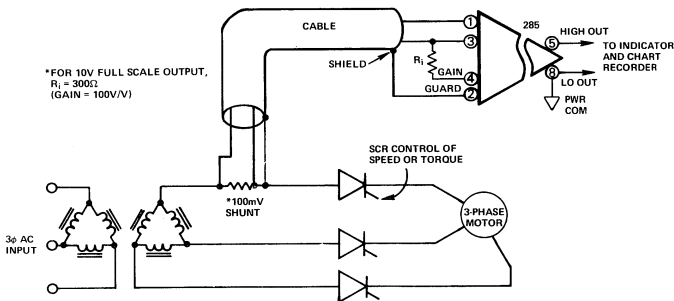 CABLE
1
3
4
2
285
5
HIGH OUT
TO INDICATOR
AND CHART
RECORDER
8
LO OUT
PWR
COM
SHIELD
Ri
GAIN
GUARD
*FOR 10V FULL SCALE OUTPUT,
Ri = 300Ω
(GAIN = 100V/V)
SCR CONTROL OF
SPEED OR TORQUE
*100mV
SHUNT
3ϕ AC
INPUT
3-PHASE
MOTOR